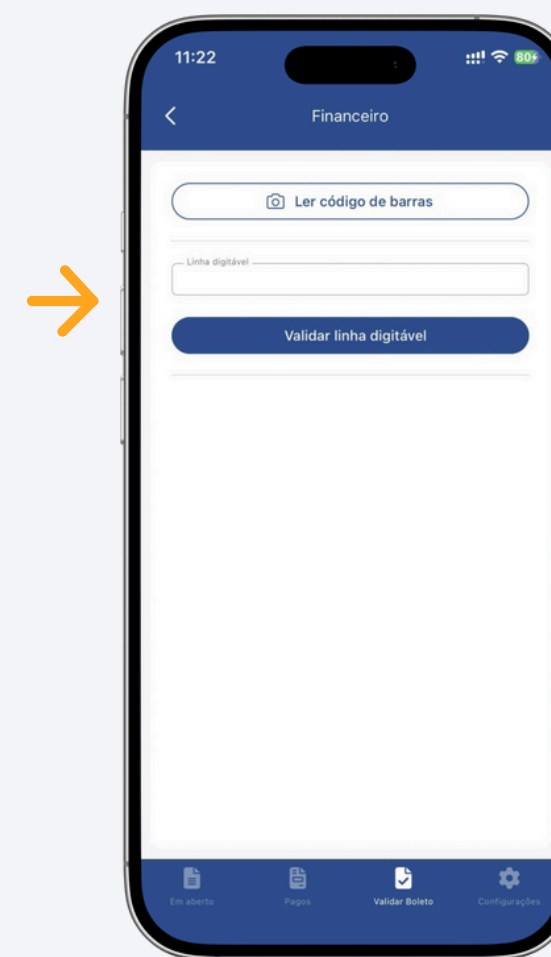 11:22
80
Financeiro
Ler código de barras
Linha digitável
Validar linha digitável
Em aberto
Pagos
Validar Boleto
Configurações